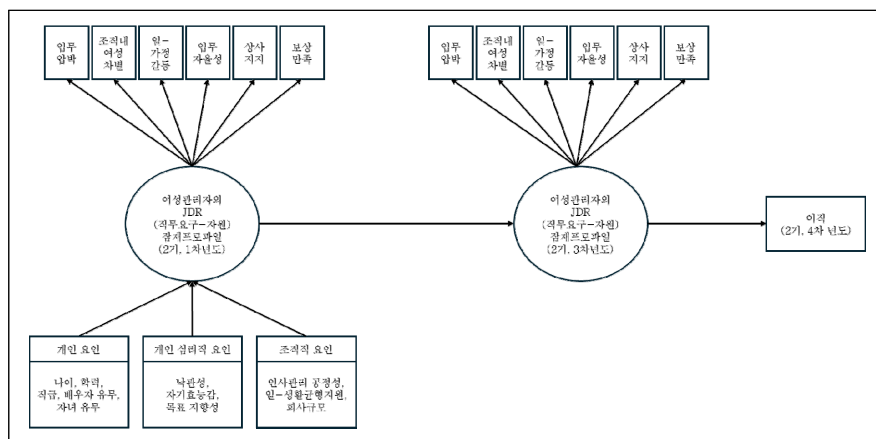 업무
압박
조직내
여성
차별
일-
가정
갈등
업무
자율성
상사
지지
보상
만족
업무
압박
조직내
여성
차별
일-
가정
갈등
업무
자율성
상사
지지
보상
만족
여성관리자의
JDR
(직무요구-자원)
잠재프로파일
(2기, 1차년도)
여성관리자의
JDR
(직무요구-자원)
잠재프로파일
(2기, 3차년도)
이직
(2기, 4차 년도)
개인 요인
나이, 학력,
직급, 배우자 유무,
자녀 유무
개인 심리적 요인
낙관성,
자기효능감,
목표 지향성
조직적 요인
인사관리 공정성,
일-생활균형지원,
회사규모